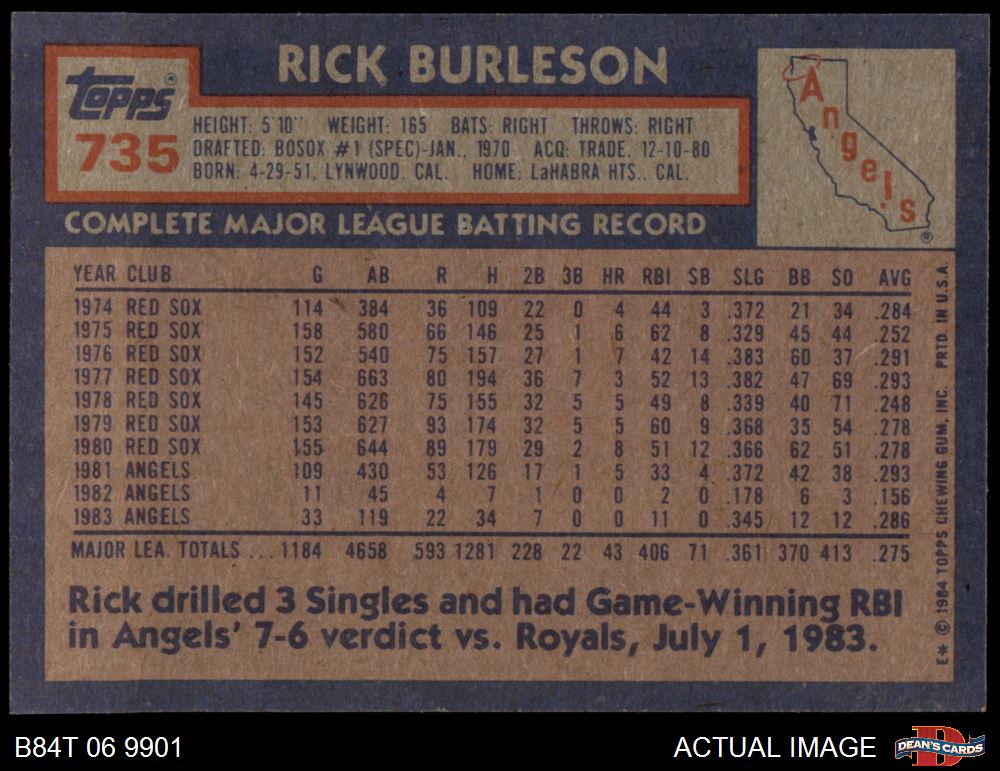 RICK BURLESON
Topps®
735
HEIGHT: 5'10" WEIGHT: 165 BATS: RIGHT THROWS: RIGHT
DRAFTED: BOSOX #1 (SPEC)-JAN., 1970 ACQ: TRADE, 12-10-80
BORN: 4-29-51, LYNWOOD, CAL. HOME: LaHABRA HTS., CAL.
Angels
®
COMPLETE MAJOR LEAGUE BATTING RECORD
YEAR CLUB G AB R H 2B 3B HR RBI SB SLG BB SO AVG
1974 RED SOX 114 384 36 109 22 0 4 44 3 .372 21 34 .284
1975 RED SOX 158 580 66 146 25 1 6 62 8 .329 45 44 .252
1976 RED SOX 152 540 75 157 27 1 7 42 14 .383 60 37 .291
1977 RED SOX 154 663 80 194 36 7 3 52 13 .382 47 69 .293
1978 RED SOX 145 626 75 155 32 5 5 49 8 .339 40 71 .248
1979 RED SOX 153 627 93 174 32 5 5 60 9 .368 35 54 .278
1980 RED SOX 155 644 89 179 29 2 8 51 12 .366 62 51 .278
1981 ANGELS 109 430 53 126 17 1 5 33 4 .372 42 38 .293
1982 ANGELS 11 45 4 7 1 0 0 2 0 .178 6 3 .156
1983 ANGELS 33 119 22 34 7 0 0 11 0 .345 12 12 .286
MAJOR LEA. TOTALS ... 1184 4658 593 1281 228 22 43 406 71 .361 370 413 .275
Rick drilled 3 Singles and had Game-Winning RBI
in Angels' 7-6 verdict vs. Royals, July 1, 1983.
E* © 1984 TOPPS CHEWING GUM, INC. PRTD. IN U.S.A.
B84T 06 9901
ACTUAL IMAGE
DEAN'S CARDS